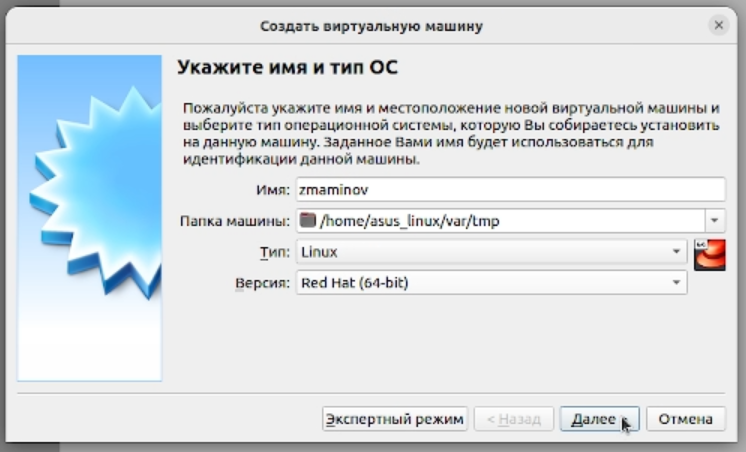 Создать виртуальную машину
Укажите имя и тип ОС
Пожалуйста укажите имя и местоположение новой виртуальной машины и
выберите тип операционной системы, которую Вы собираетесь установить
на данную машину. Заданное Вами имя будет использоваться для
идентификации данной машины.
Имя: zmaminov
Папка машины: /home/asus_linux/var/tmp
Тип: Linux
Версия: Red Hat (64-bit)
Экспертный режим < Назад Далее > Отмена